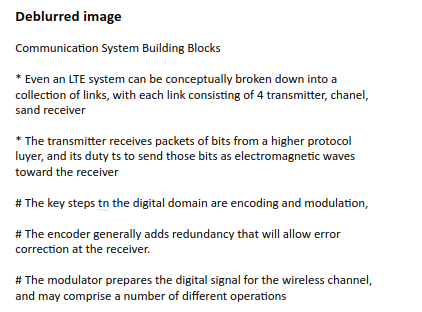 Deblurred image
Communication System Building Blocks
* Even an LTE system can be conceptually broken down into a
collection of links, with each link consisting of 4 transmitter, chanel,
sand receiver
* The transmitter receives packets of bits from a higher protocol
luyer, and its duty ts to send those bits as electromagnetic waves
toward the receiver
# The key steps tn the digital domain are encoding and modulation,
# The encoder generally adds redundancy that will allow error
correction at the receiver.
# The modulator prepares the digital signal for the wireless channel,
and may comprise a number of different operations